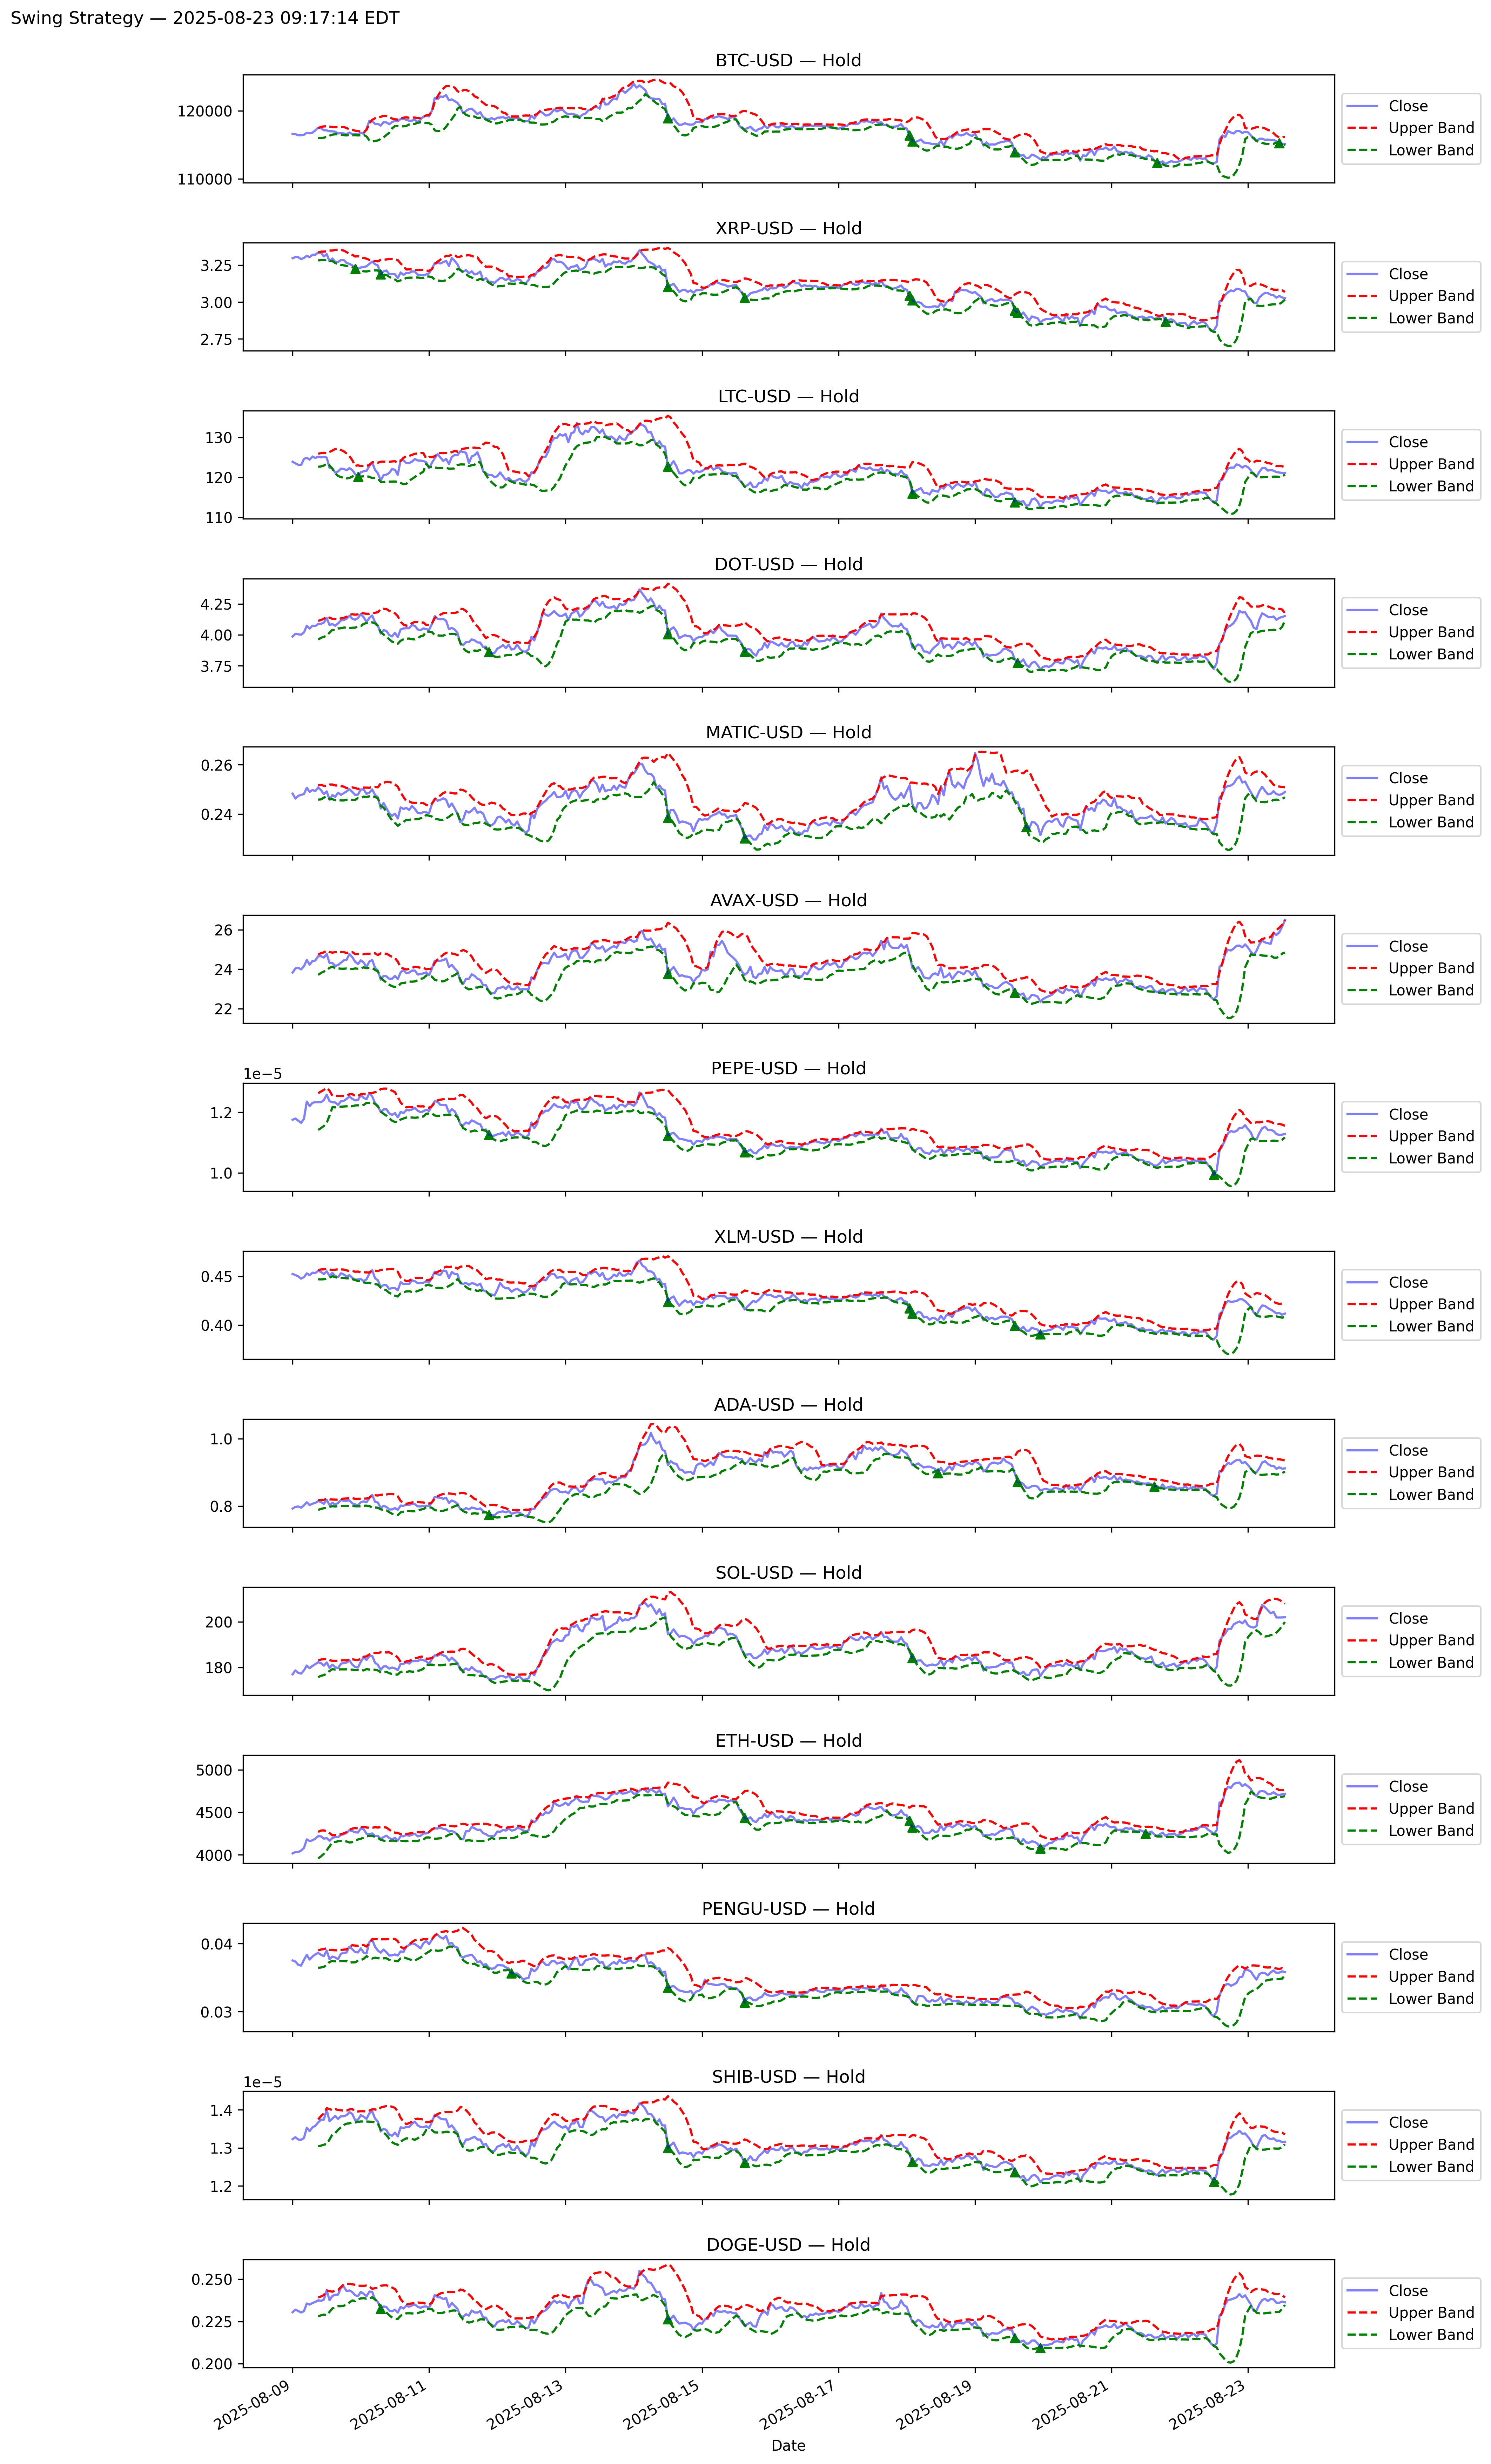 Swing Strategy — 2025-08-23 09:17:14 EDT
BTC-USD — Hold
120000
110000
Close
Upper Band
Lower Band
XRP-USD — Hold
3.25
3.00
2.75
Close
Upper Band
Lower Band
LTC-USD — Hold
130
120
110
Close
Upper Band
Lower Band
DOT-USD — Hold
4.25
4.00
3.75
Close
Upper Band
Lower Band
MATIC-USD — Hold
0.26
0.24
Close
Upper Band
Lower Band
AVAX-USD — Hold
26
24
22
Close
Upper Band
Lower Band
PEPE-USD — Hold
1e−5
1.2
1.0
Close
Upper Band
Lower Band
XLM-USD — Hold
0.45
0.40
Close
Upper Band
Lower Band
ADA-USD — Hold
1.0
0.8
Close
Upper Band
Lower Band
SOL-USD — Hold
200
180
Close
Upper Band
Lower Band
ETH-USD — Hold
5000
4500
4000
Close
Upper Band
Lower Band
PENGU-USD — Hold
0.04
0.03
Close
Upper Band
Lower Band
SHIB-USD — Hold
1e−5
1.4
1.3
1.2
Close
Upper Band
Lower Band
DOGE-USD — Hold
0.250
0.225
0.200
Close
Upper Band
Lower Band
2025-08-09
2025-08-11
2025-08-13
2025-08-15
2025-08-17
2025-08-19
2025-08-21
2025-08-23
Date